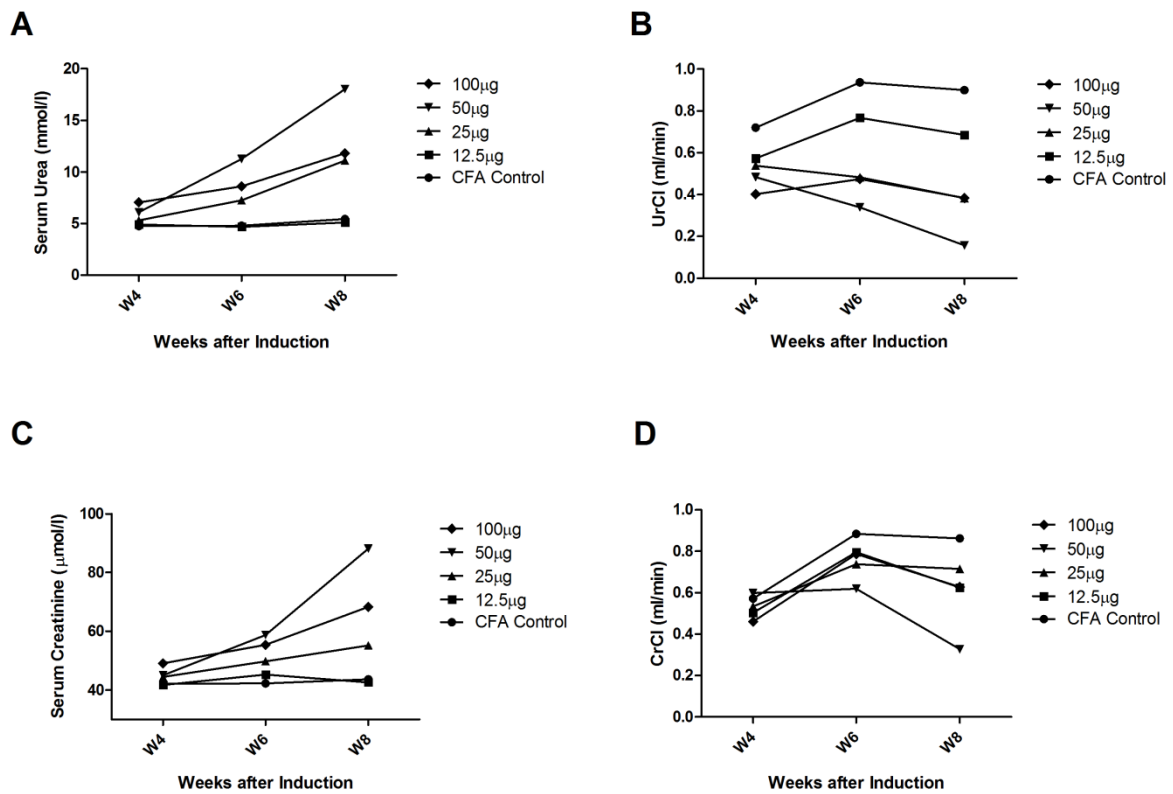 A
Serum Urea (mmol/l)
20
15
10
5
0
W4
W6
W8
Weeks after Induction
100μg
50μg
25μg
12.5μg
CFA Control
B
UrCl (ml/min)
1.0
0.8
0.6
0.4
0.2
0.0
W4
W6
W8
Weeks after Induction
100μg
50μg
25μg
12.5μg
CFA Control
C
Serum Creatinine (μmol/l)
100
80
60
40
W4
W6
W8
Weeks after Induction
100μg
50μg
25μg
12.5μg
CFA Control
D
CrCl (ml/min)
1.0
0.8
0.6
0.4
0.2
0.0
W4
W6
W8
Weeks after Induction
100μg
50μg
25μg
12.5μg
CFA Control